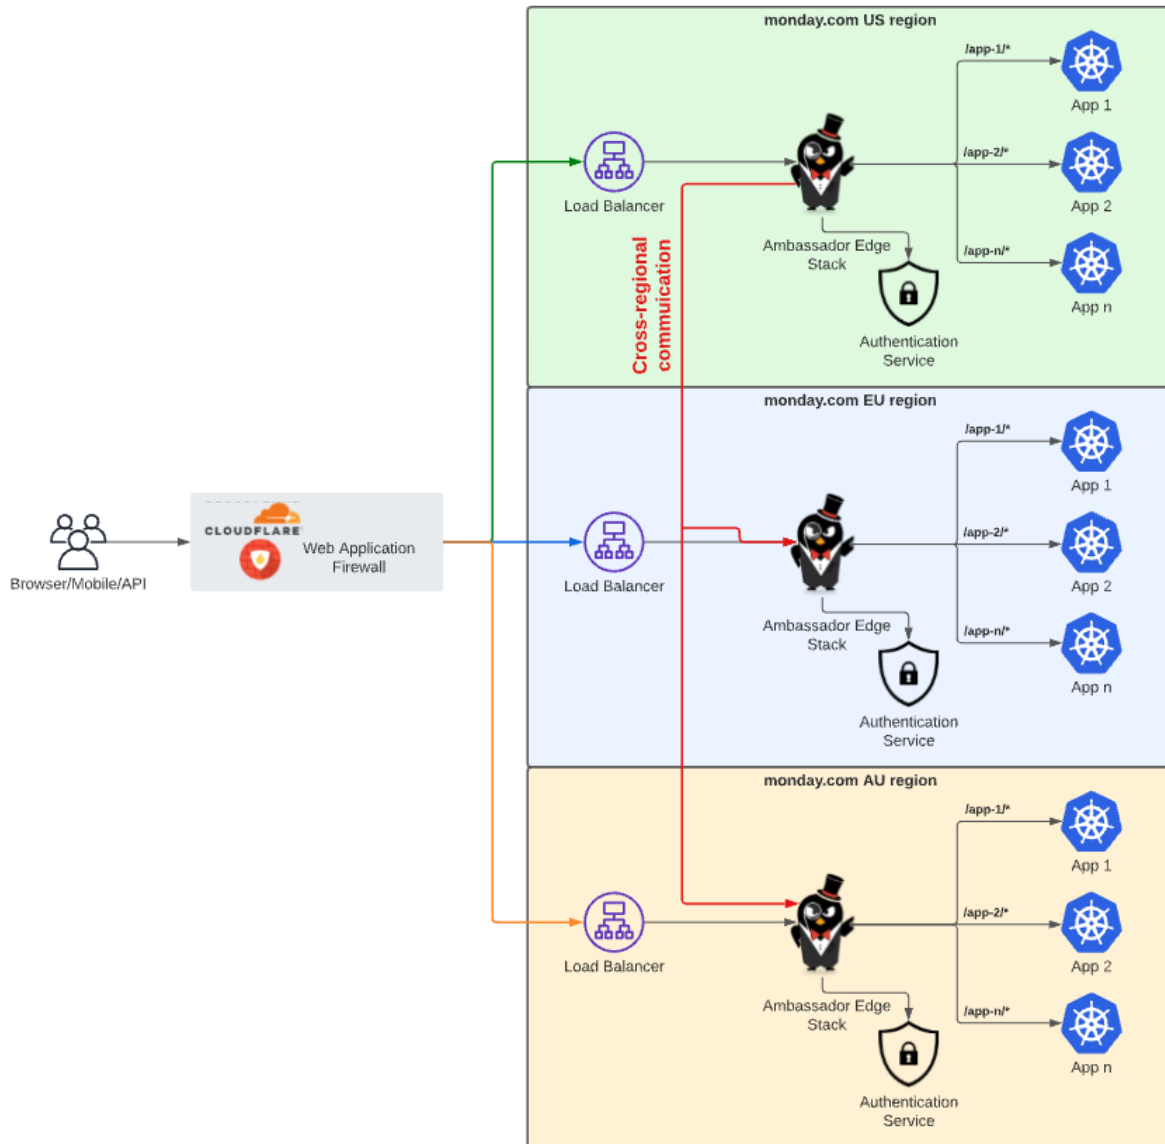 monday.com US region
/app-1/*
App 1
/app-2/*
Load Balancer
App 2
Ambassador Edge
Stack
/app-n/*
App n
Authentication
Service
Cross-regional
commuication
monday.com EU region
/app-1/*
App 1
Browser/Mobile/API
CLOUDFLARE
Web Application
Firewall
/app-2/*
Load Balancer
App 2
Ambassador Edge
Stack
/app-n/*
App n
Authentication
Service
monday.com AU region
/app-1/*
App 1
/app-2/*
Load Balancer
App 2
Ambassador Edge
Stack
/app-n/*
App n
Authentication
Service